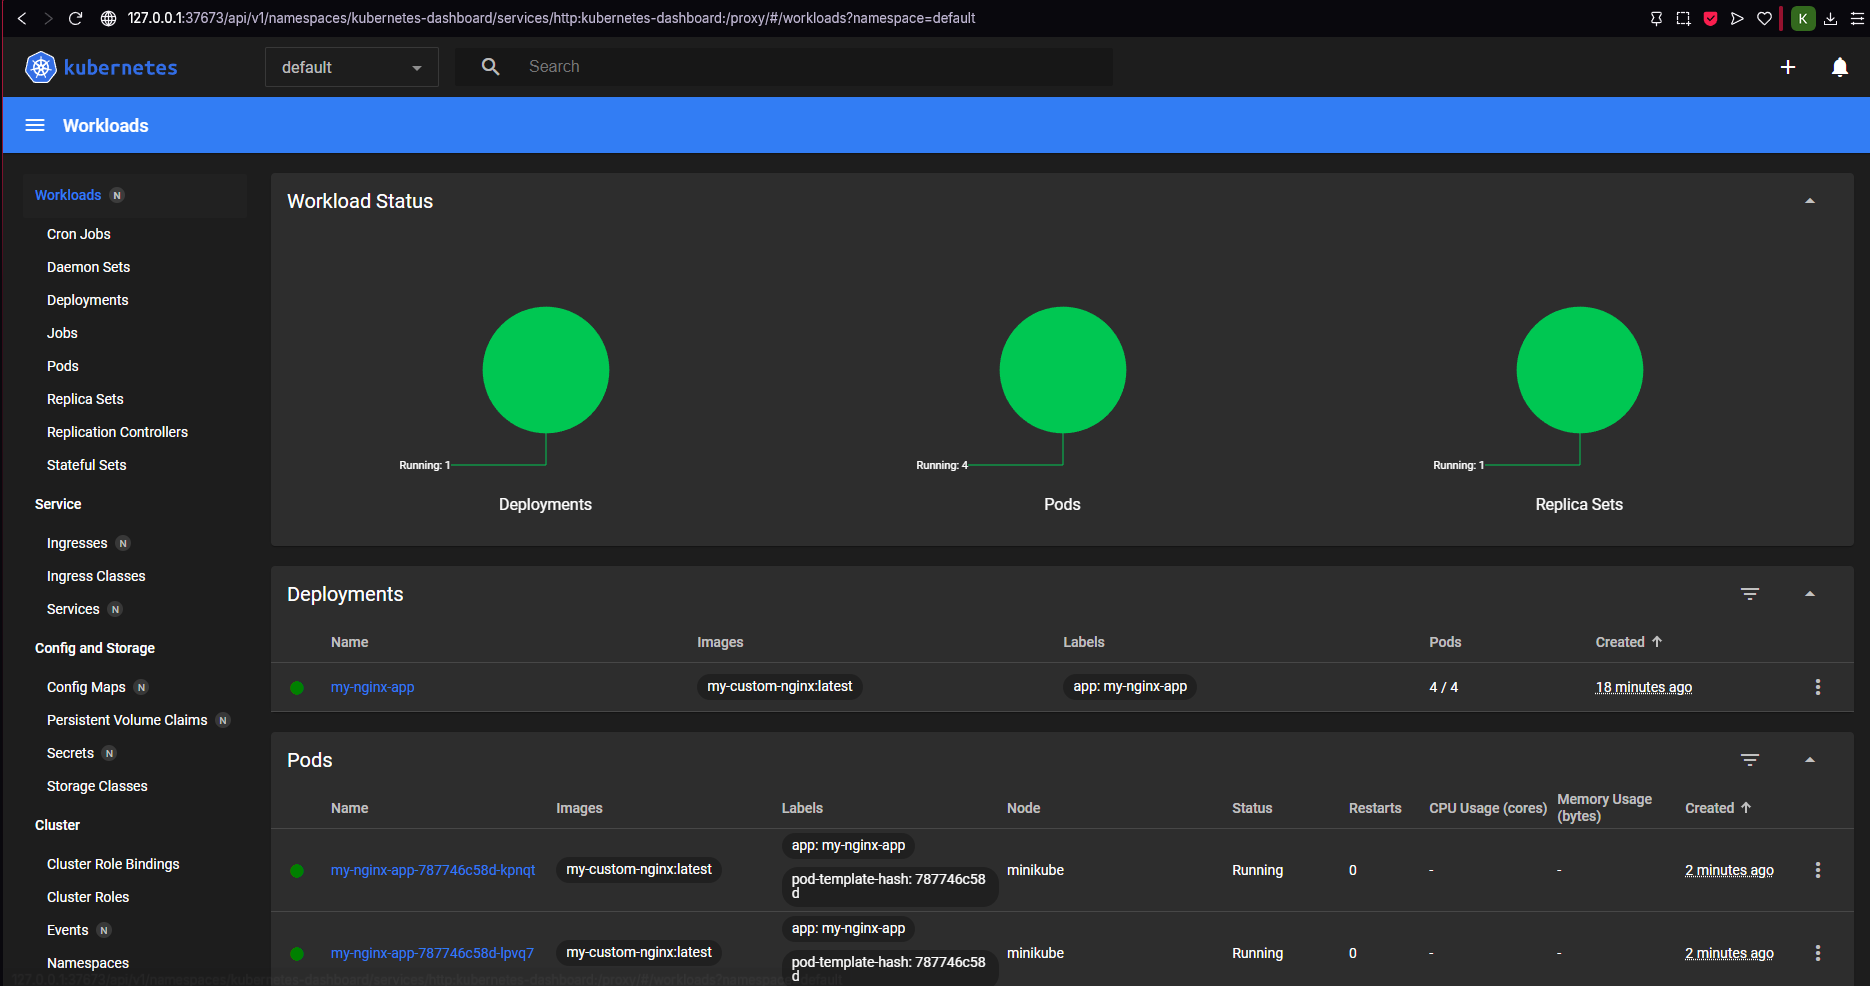 127.0.0.1:37673/api/v1/namespaces/kubernetes-dashboard/services/http:kubernetes-dashboard:/proxy/#/workloads?namespace=default
K
kubernetes
default
Search
Workloads
Workloads N
Cron Jobs
Daemon Sets
Deployments
Jobs
Pods
Replica Sets
Replication Controllers
Stateful Sets
Service
Ingresses N
Ingress Classes
Services N
Config and Storage
Config Maps N
Persistent Volume Claims N
Secrets N
Storage Classes
Cluster
Cluster Role Bindings
Cluster Roles
Events N
Namespaces
Workload Status
Running: 1
Deployments
Running: 4
Pods
Running: 1
Replica Sets
Deployments
Name Images Labels Pods Created
my-nginx-app my-custom-nginx:latest app: my-nginx-app 4 / 4 18 minutes ago
Pods
Name Images Labels Node Status Restarts CPU Usage (cores) Memory Usage
(bytes) Created
app: my-nginx-app
my-nginx-app-787746c58d-kpnqt my-custom-nginx:latest pod-template-hash: 787746c58
d minikube Running 0 - - 2 minutes ago
app: my-nginx-app
my-nginx-app-787746c58d-lpvq7 my-custom-nginx:latest pod-template-hash: 787746c58
d minikube Running 0 - - 2 minutes ago
127.0.0.1:37673/api/v1/namespaces/kubernetes-dashboard/services/http:kubernetes-dashboard:/proxy/#/workloads?namespace=default